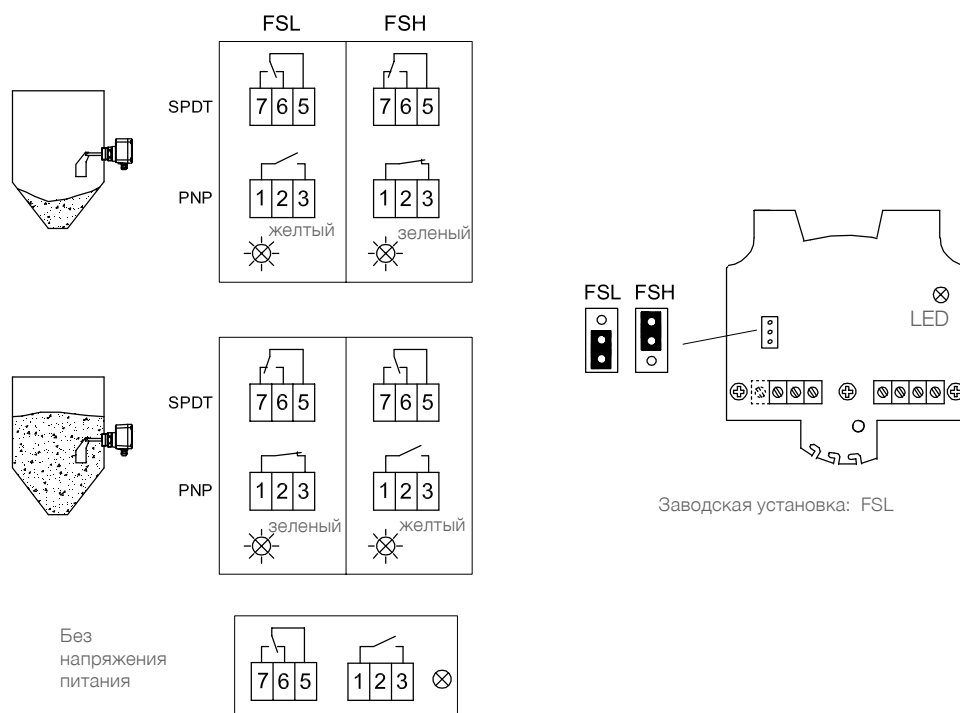 FSL FSH
SPDT
7 6 5 7 6 5
PNP
1 2 3 1 2 3
желтый зеленый
SPDT
7 6 5 7 6 5
PNP
1 2 3 1 2 3
зеленый желтый
Без
напряжения
питания
7 6 5 1 2 3
FSL FSH
LED
Заводская установка: FSL